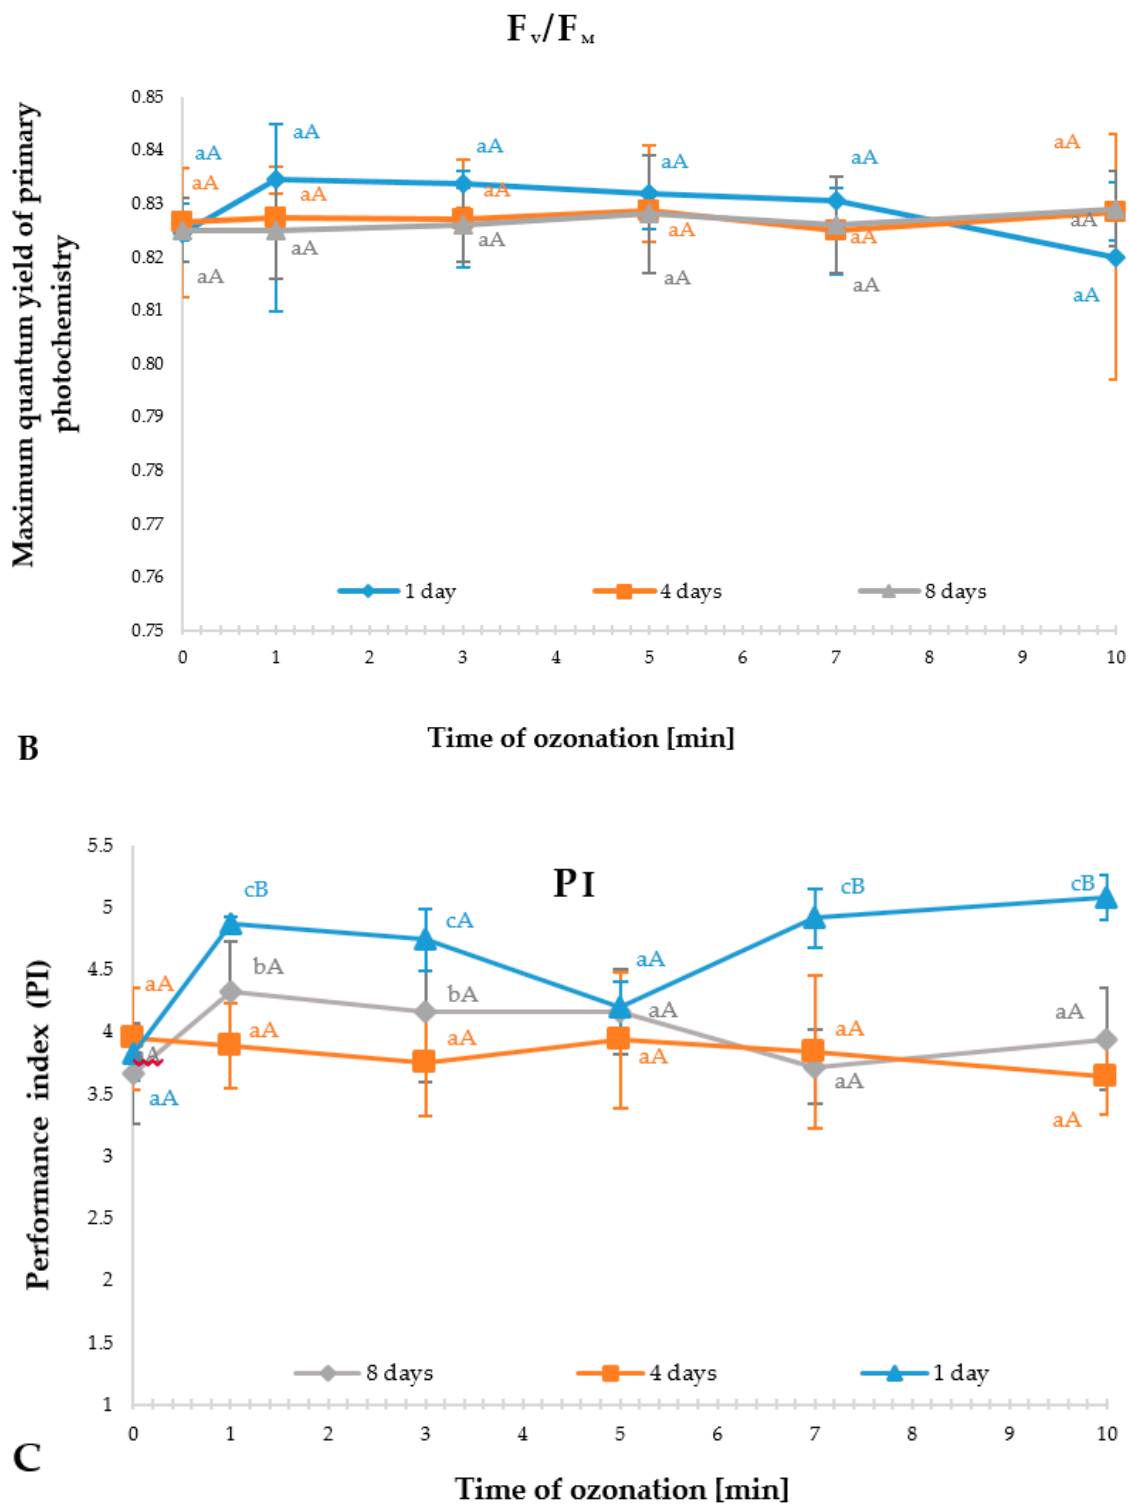 Fv/FM
Maximum quantum yield of primary
photochemistry
0.85
0.84
0.83
0.82
0.81
0.80
0.79
0.78
0.77
0.76
0.75
aA aA aA aA aA aA
aA aA aA aA aA aA
aA aA aA aA aA aA
1 day 4 days 8 days
0 1 2 3 4 5 6 7 8 9 10
Time of ozonation [min]
B
PI
Performance index (PI)
5.5
5
4.5
4
3.5
3
2.5
2
1.5
1
aA cB cA aA cB cB
aA aA aA aA aA aA
aA bA bA aA aA aA
8 days 4 days 1 day
0 1 2 3 4 5 6 7 8 9 10
C
Time of ozonation [min]